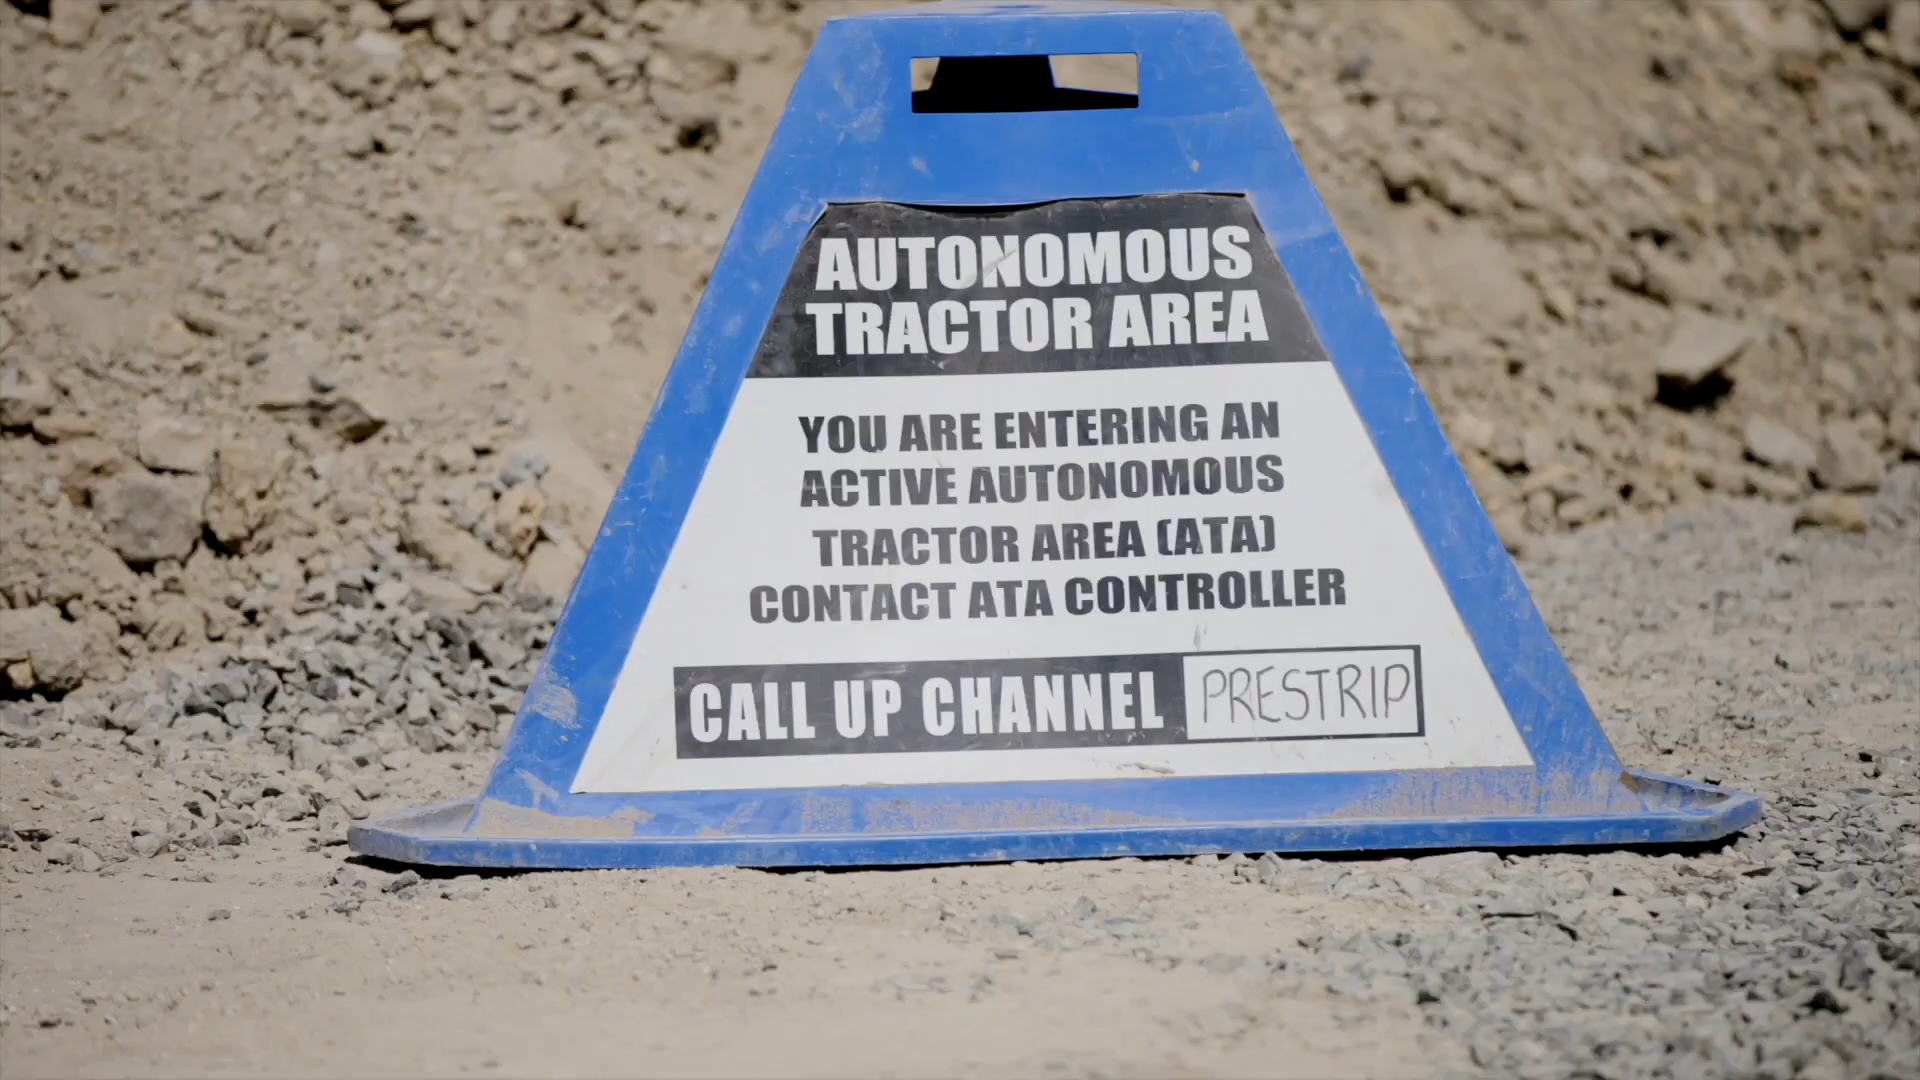 AUTONOMOUS
TRACTOR AREA
YOU ARE ENTERING AN
ACTIVE AUTONOMOUS
TRACTOR AREA (ATA)
CONTACT ATA CONTROLLER
CALL UP CHANNEL PRESTRIP